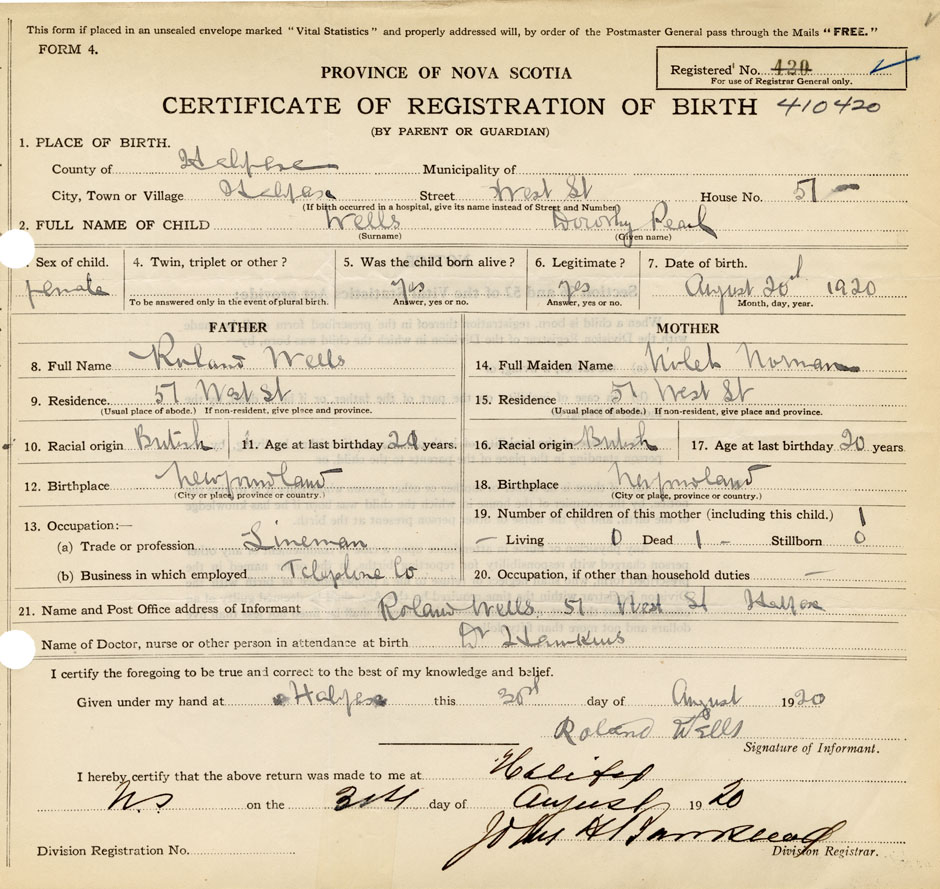 This form if placed in an unsealed envelope marked "Vital Statistics" and properly addressed will, by order of the Postmaster General pass through the Mails "FREE."
FORM 4.
Registered No. 420
For use of Registrar General only.
PROVINCE OF NOVA SCOTIA
CERTIFICATE OF REGISTRATION OF BIRTH 410420
(BY PARENT OR GUARDIAN)
1. PLACE OF BIRTH.
County of Halifax Municipality of
City, Town or Village Halifax Street West St House No. 57
(If birth occurred in a hospital, give its name instead of Street and Number)
2. FULL NAME OF CHILD Wells Dorothy Pearl
(Surname) (Given name)
. Sex of child. 4. Twin, triplet or other ? 5. Was the child born alive ? 6. Legitimate ? 7. Date of birth.
female yes yes August 20 1920
To be answered only in the event of plural birth. Answer, yes or no. Answer, yes or no. Month, day, year.
FATHER MOTHER
8. Full Name Roland Wells 14. Full Maiden Name Violet Norman
9. Residence. 57 West St 15. Residence 57 West St
(Usual place of abode.) If non-resident, give place and province. (Usual place of abode.) If non-resident, give place and province.
10. Racial origin British 11. Age at last birthday years. 16. Racial origin British 17. Age at last birthday 20 years
12. Birthplace Newfoundland 18. Birthplace Newfoundland
(City or place, province or country.) (City or place, province or country.)
13. Occupation:— 19. Number of children of this mother (including this child.) 1
(a) Trade or profession Lineman — Living 0 Dead 1 – Stillborn 0
(b) Business in which employed Telephone Co 20. Occupation, if other than household duties —
21. Name and Post Office address of Informant Roland Wells 57 West St Halifax
Name of Doctor, nurse or other person in attendance at birth Dr Hawkins
I certify the foregoing to be true and correct to the best of my knowledge and belief.
Given under my hand at Halifax this 30 day of August 1920
Roland Wells
Signature of Informant.
I hereby certify that the above return was made to me at Halifax
N.S on the 30th day of August 1920
John
Division Registration No. Division Registrar.